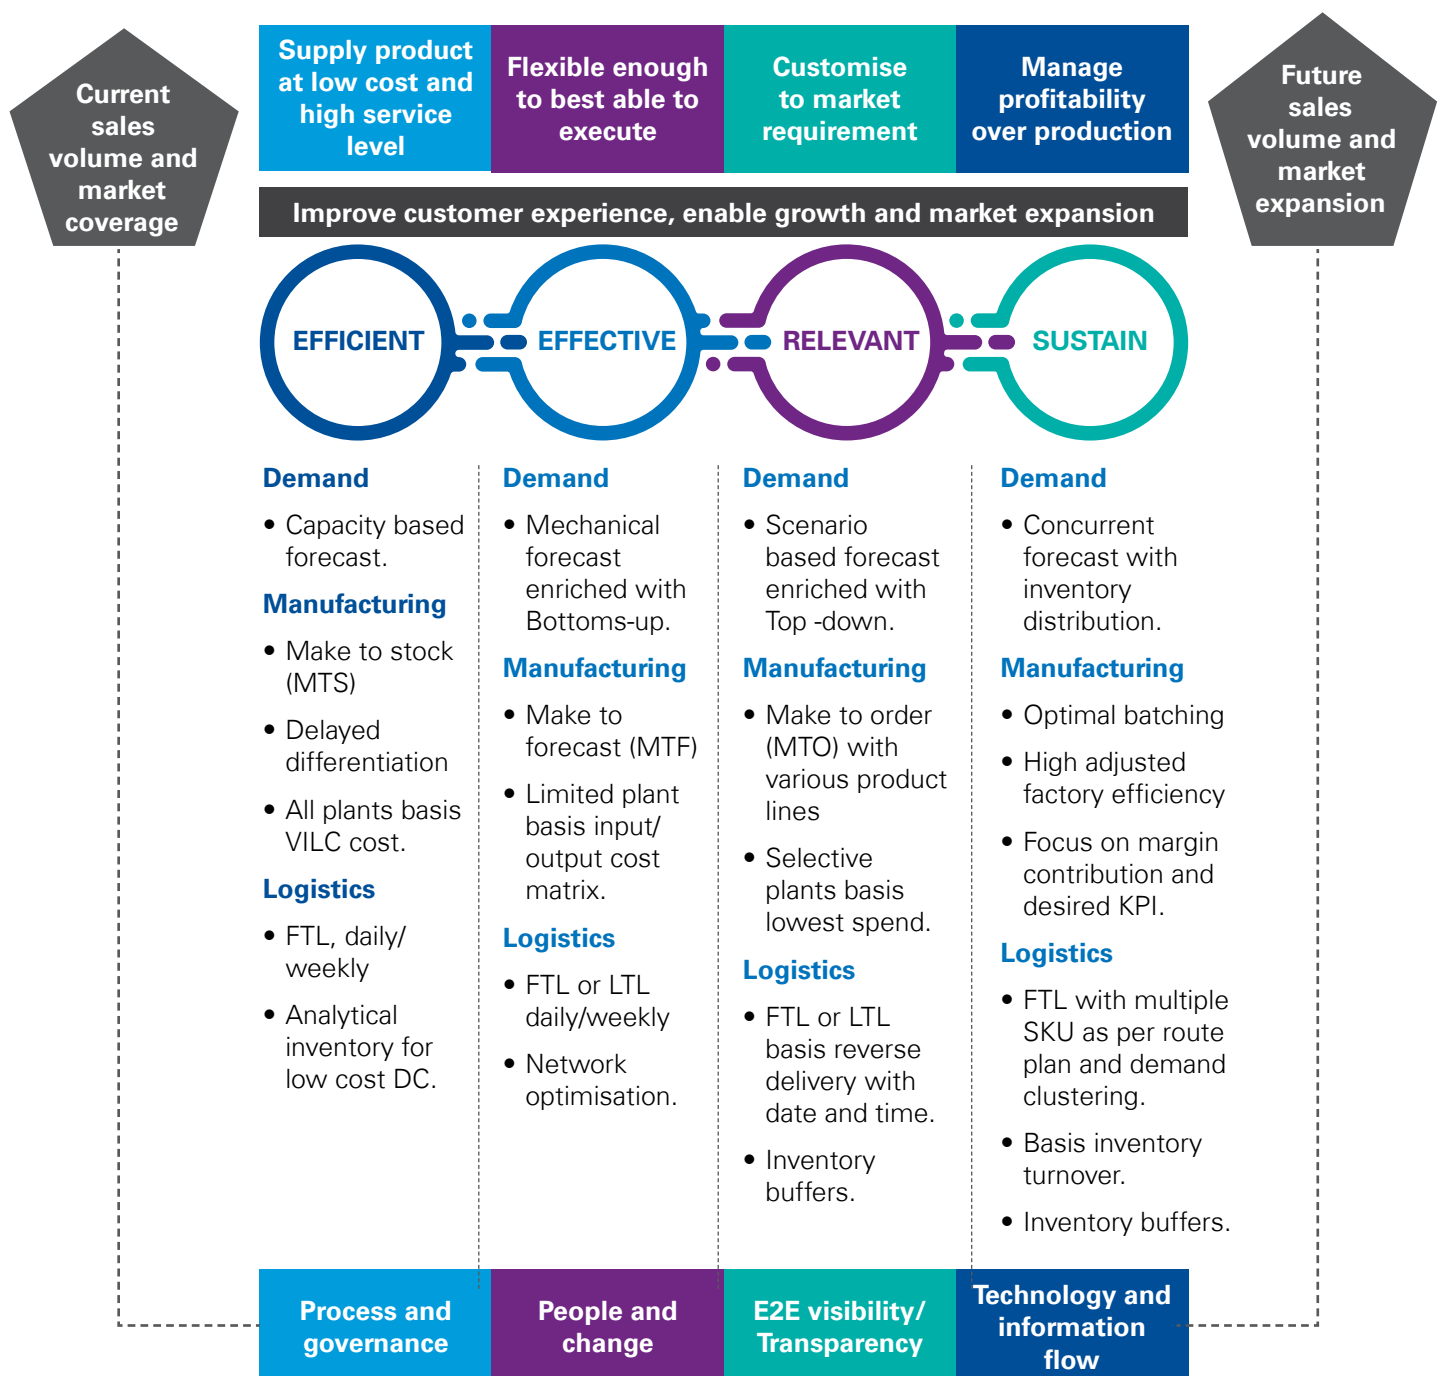 Current
sales
volume and
market
coverage
Supply product
at low cost and
high service
level
Flexible enough
to best able to
execute
Customise
to market
requirement
Manage
profitability
over production
Future
sales
volume and
market
expansion
Improve customer experience, enable growth and market expansion
EFFICIENT
EFFECTIVE
RELEVANT
SUSTAIN
Demand
• Capacity based
forecast.
Manufacturing
• Make to stock
(MTS)
• Delayed
differentiation
• All plants basis
VILC cost.
Logistics
• FTL, daily/
weekly
• Analytical
inventory for
low cost DC.
Demand
• Mechanical
forecast
enriched with
Bottoms-up.
Manufacturing
• Make to
forecast (MTF)
• Limited plant
basis input/
output cost
matrix.
Logistics
• FTL or LTL
daily/weekly
• Network
optimisation.
Demand
• Scenario
based forecast
enriched with
Top -down.
Manufacturing
• Make to order
(MTO) with
various product
lines
• Selective
plants basis
lowest spend.
Logistics
• FTL or LTL
basis reverse
delivery with
date and time.
• Inventory
buffers.
Demand
• Concurrent
forecast with
inventory
distribution.
Manufacturing
• Optimal batching
• High adjusted
factory efficiency
• Focus on margin
contribution and
desired KPI.
Logistics
• FTL with multiple
SKU as per route
plan and demand
clustering.
• Basis inventory
turnover.
• Inventory buffers.
Process and
governance
People and
change
E2E visibility/
Transparency
Technology and
information
flow